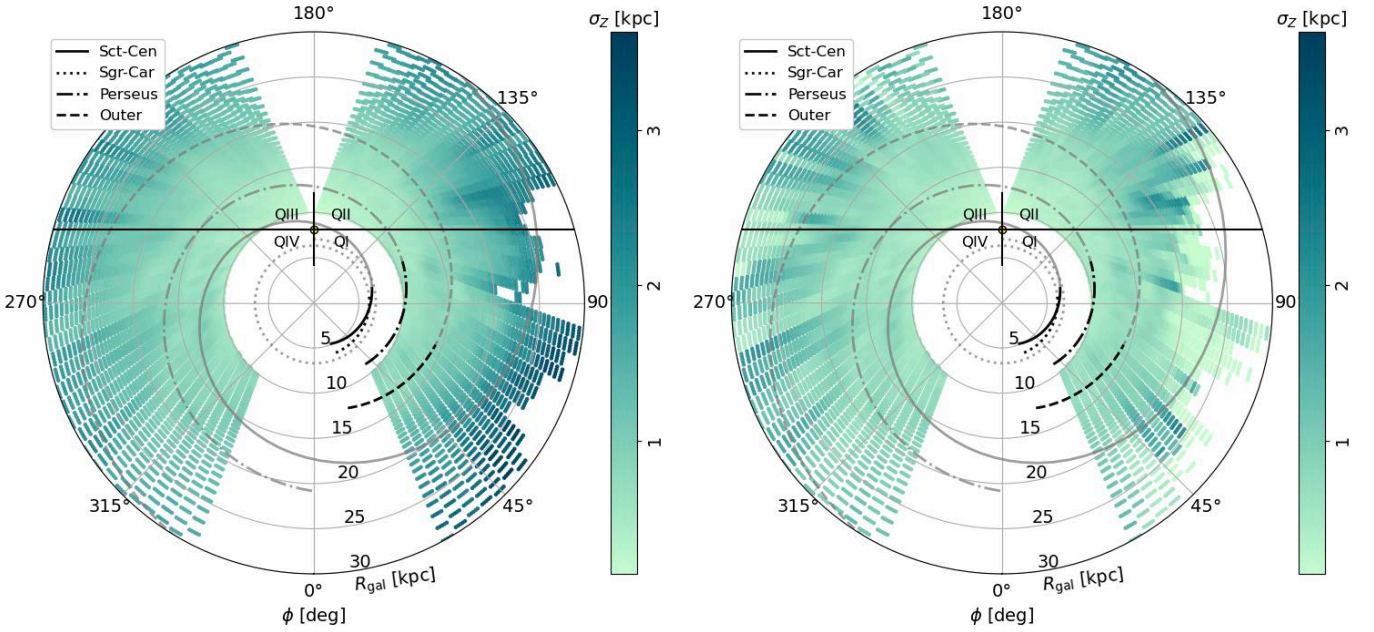 180°
σZ [kpc]
Sct-Cen
Sgr-Car
Perseus
Outer
135°
3
QIII QII
QIV QI
270°
90
2
5
10
15
20
25
30
1
315°
45°
Rgal [kpc]
0°
ϕ [deg]
180°
σZ [kpc]
Sct-Cen
Sgr-Car
Perseus
Outer
135°
3
QIII QII
QIV QI
270°
90
2
5
10
15
20
25
30
1
315°
45°
Rgal [kpc]
0°
ϕ [deg]